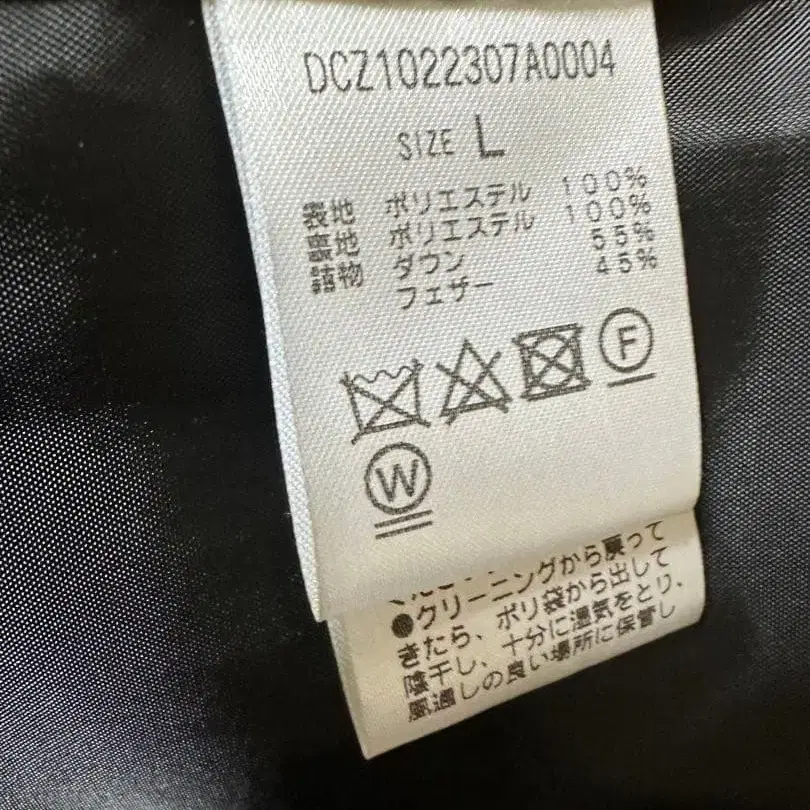 DCZ1022307A0004
SIZE L
表地 ポリエステル 100%
裏地 ポリエステル 100%
詰物 ダウン 55%
フェザー 45%
F
W
●クリーニングから戻って
きたら、ポリ袋から出して
陰干し、十分に湿気をとり、
風通しの良い場所に保管し